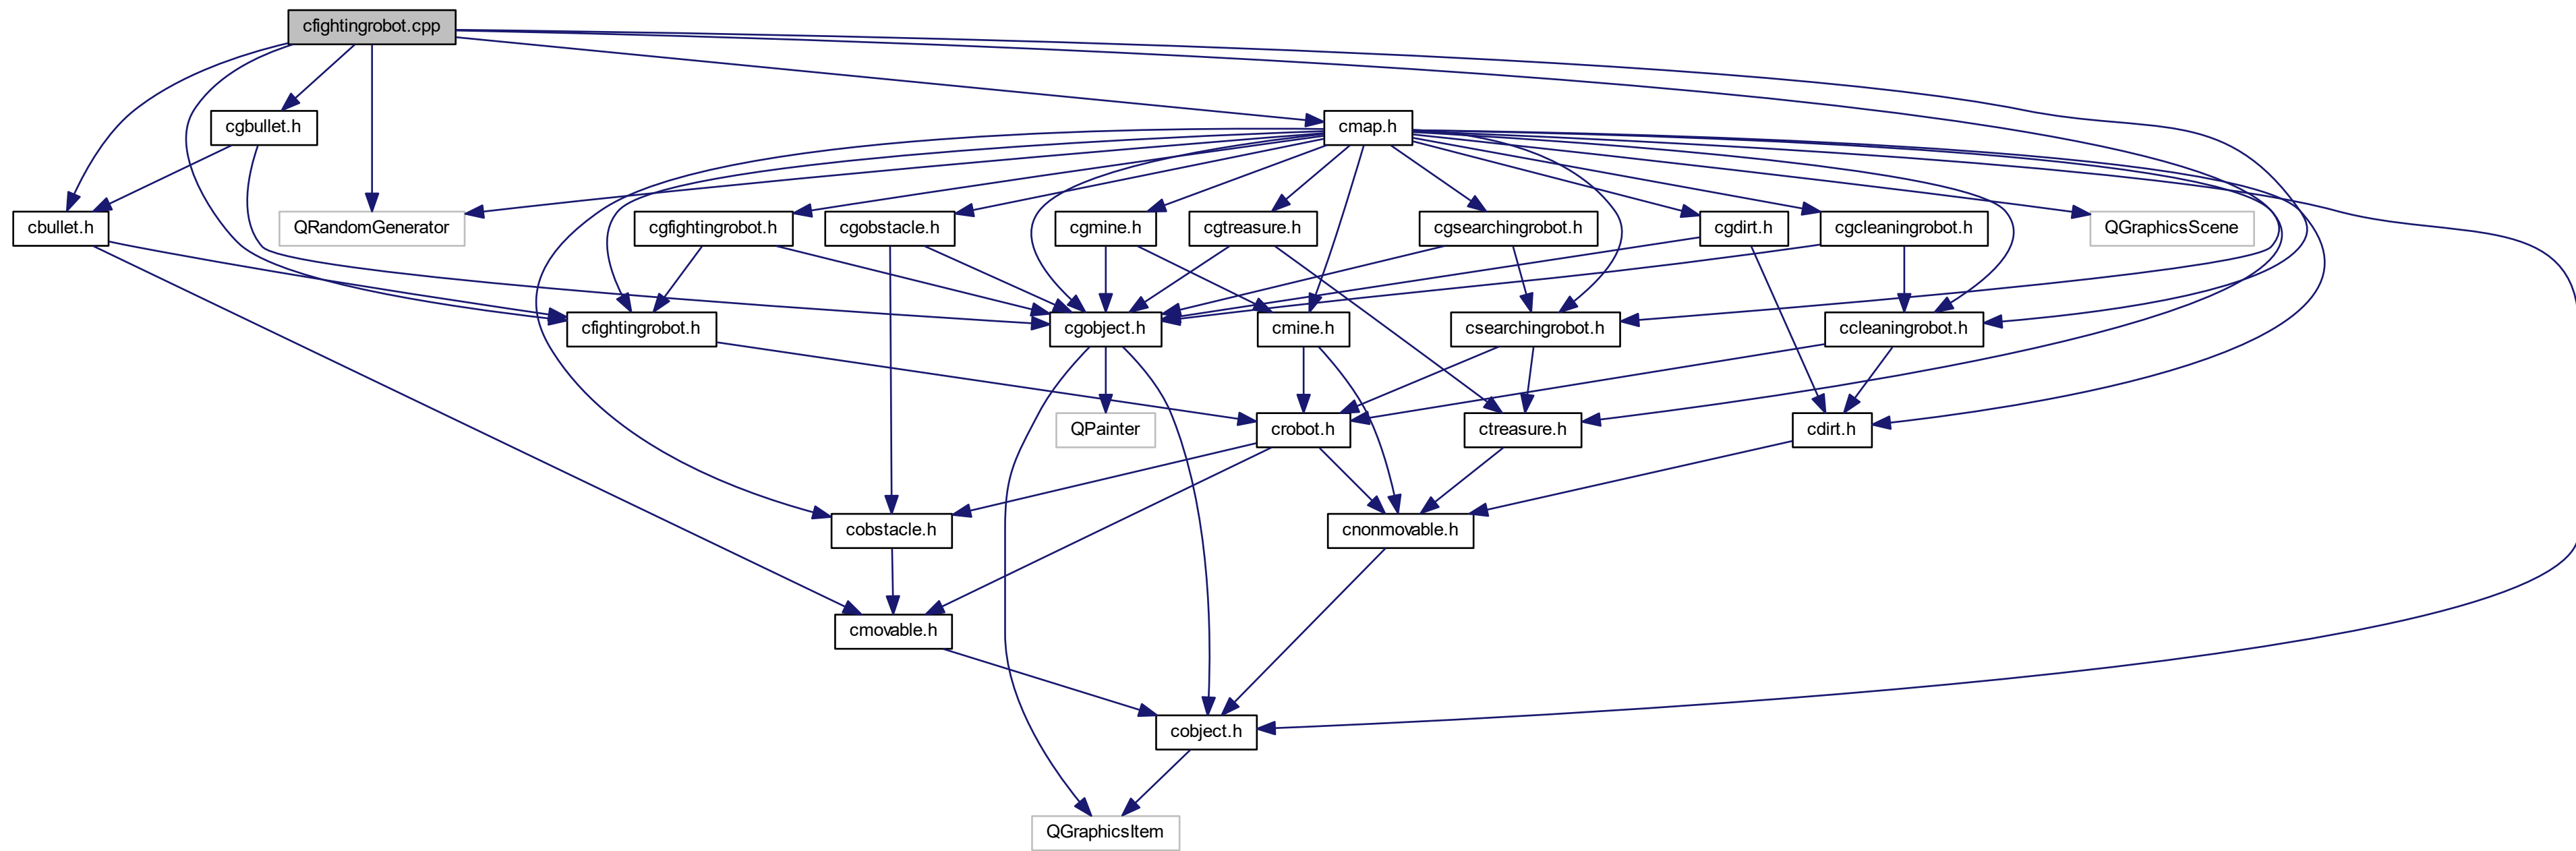 cfightingrobot.cpp
cgbullet.h
cmap.h
cbullet.h
QRandomGenerator
cgfightingrobot.h
cgobstacle.h
cgmine.h
cgtreasure.h
cgsearchingrobot.h
cgdirt.h
cgcleaningrobot.h
QGraphicsScene
cfightingrobot.h
cgobject.h
cmine.h
csearchingrobot.h
ccleaningrobot.h
QPainter
crobot.h
ctreasure.h
cdirt.h
cobstacle.h
cnonmovable.h
cmovable.h
cobject.h
QGraphicsItem